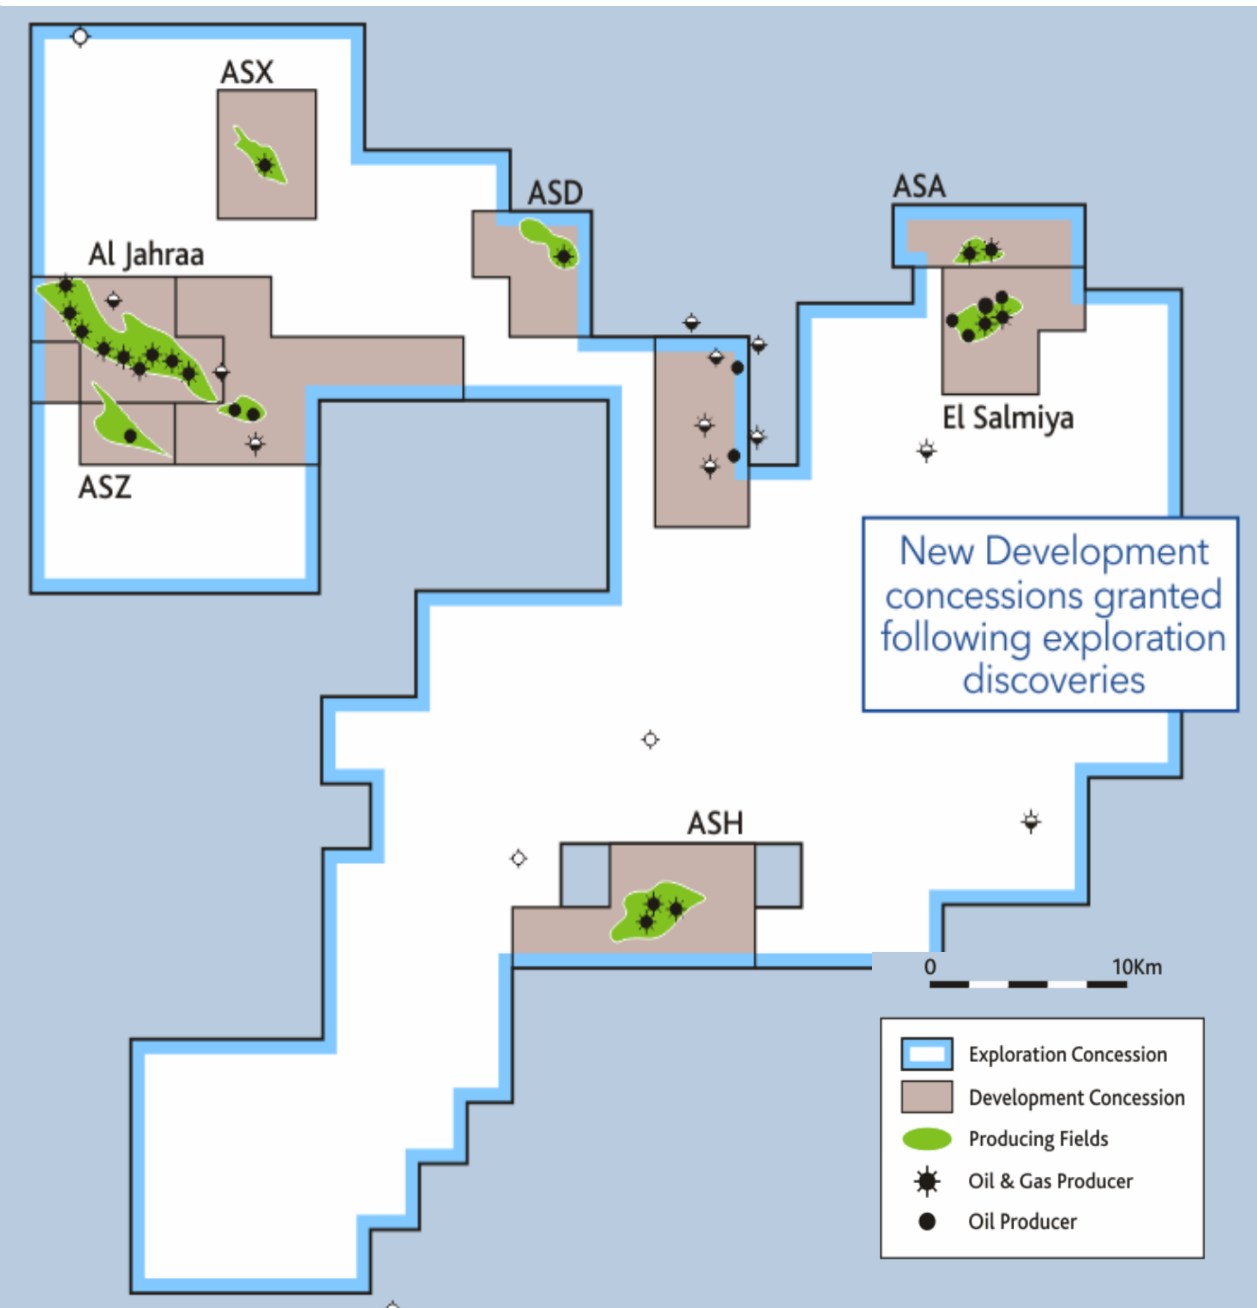 ASX
ASD
ASA
Al Jahraa
El Salmiya
ASZ
New Development
concessions granted
following exploration
discoveries
ASH
0 10Km
Exploration Concession
Development Concession
Producing Fields
Oil & Gas Producer
Oil Producer